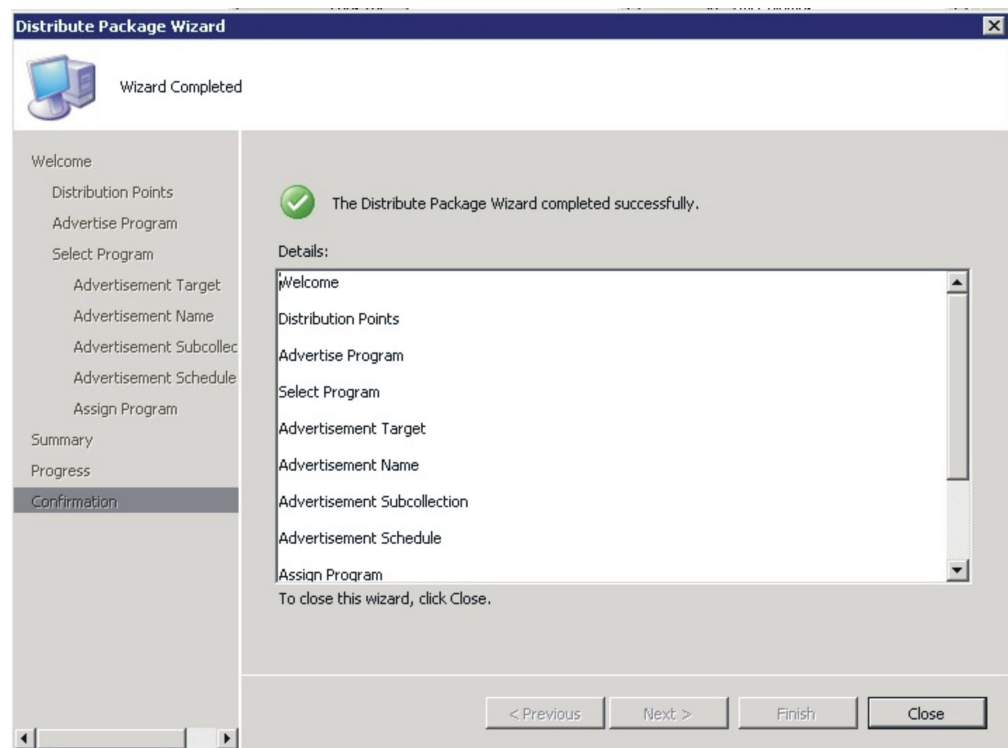 Distribute Package Wizard
Wizard Completed
Welcome
Distribution Points
Advertise Program
Select Program
Advertisement Target
Advertisement Name
Advertisement Subcollec
Advertisement Schedule
Assign Program
Summary
Progress
Confirmation
The Distribute Package Wizard completed successfully.
Details:
Welcome
Distribution Points
Advertise Program
Select Program
Advertisement Target
Advertisement Name
Advertisement Subcollection
Advertisement Schedule
Assign Program
To close this wizard, click Close.
< Previous
Next >
Finish
Close